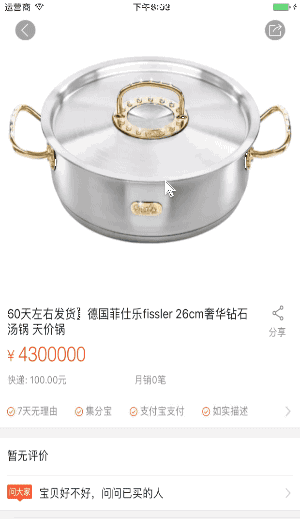 运营商
下午8:53
60天左右发货】德国菲仕乐fissler 26cm奢华钻石
汤锅 天价锅
分享
¥ 4300000
快递: 100.00元
月销0笔
7天无理由
集分宝
支付宝支付
如实描述
暂无评价
问大家
宝贝好不好，问问已买的人